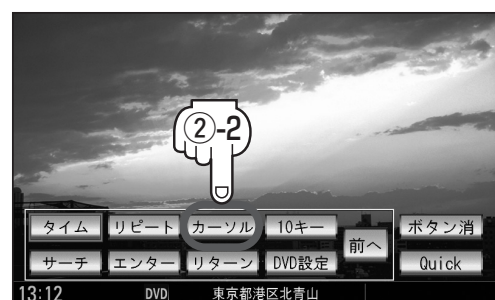 ②-2
タイム リピート カーソル 10キー 前へ ボタン消
サーチ エンター リターン DVD設定 Quick
13:12 DVD 東京都港区北青山